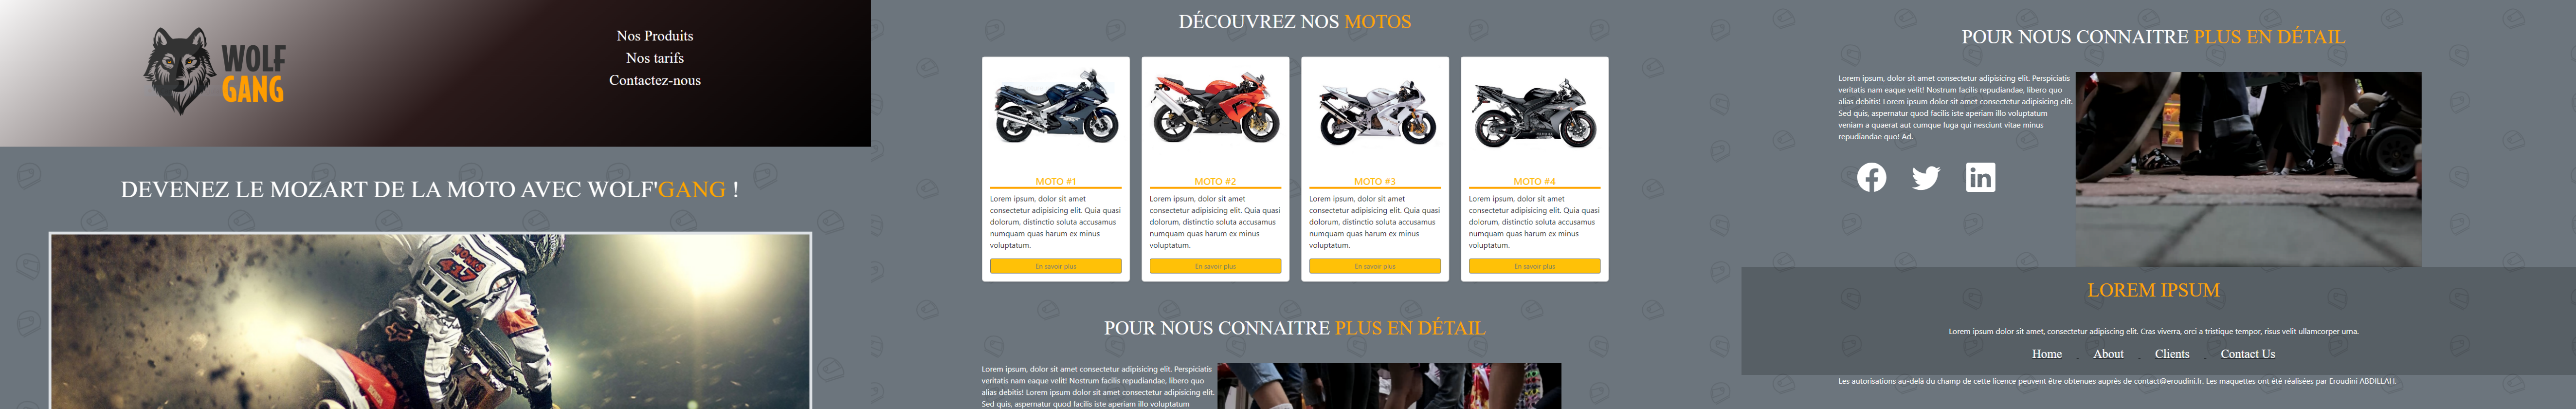 WOLF
GANG
Nos Produits
Nos tarifs
Contactez-nous
DEVENEZ LE MOZART DE LA MOTO AVEC WOLF'GANG !
MONKS
417
DÉCOUVREZ NOS MOTOS
MOTO #1
Lorem ipsum, dolor sit amet
consectetur adipisicing elit. Quia quasi
dolorum, distinctio soluta accusamus
numquam quas harum ex minus
voluptatum.
En savoir plus
MOTO #2
Lorem ipsum, dolor sit amet
consectetur adipisicing elit. Quia quasi
dolorum, distinctio soluta accusamus
numquam quas harum ex minus
voluptatum.
En savoir plus
MOTO #3
Lorem ipsum, dolor sit amet
consectetur adipisicing elit. Quia quasi
dolorum, distinctio soluta accusamus
numquam quas harum ex minus
voluptatum.
En savoir plus
MOTO #4
Lorem ipsum, dolor sit amet
consectetur adipisicing elit. Quia quasi
dolorum, distinctio soluta accusamus
numquam quas harum ex minus
voluptatum.
En savoir plus
POUR NOUS CONNAITRE PLUS EN DÉTAIL
Lorem ipsum, dolor sit amet consectetur adipisicing elit. Perspiciatis
veritatis nam eaque velit! Nostrum facilis repudiandae, libero quo
alias debitis! Lorem ipsum dolor sit amet consectetur adipisicing elit.
Sed quis, aspernatur quod facilis iste aperiam illo voluptatum
POUR NOUS CONNAITRE PLUS EN DÉTAIL
Lorem ipsum, dolor sit amet consectetur adipisicing elit. Perspiciatis
veritatis nam eaque velit! Nostrum facilis repudiandae, libero quo
alias debitis! Lorem ipsum dolor sit amet consectetur adipisicing elit.
Sed quis, aspernatur quod facilis iste aperiam illo voluptatum
veniam a quaerat aut cumque fuga qui nesciunt vitae minus
repudiandae quo! Ad.
LOREM IPSUM
Lorem ipsum dolor sit amet, consectetur adipiscing elit. Cras viverra, orci a tristique tempor, risus velit ullamcorper urna.
Home
About
Clients
Contact Us
Les autorisations au-delà du champ de cette licence peuvent être obtenues auprès de contact@eroudini.fr. Les maquettes ont été réalisées par Eroudini ABDILLAH.